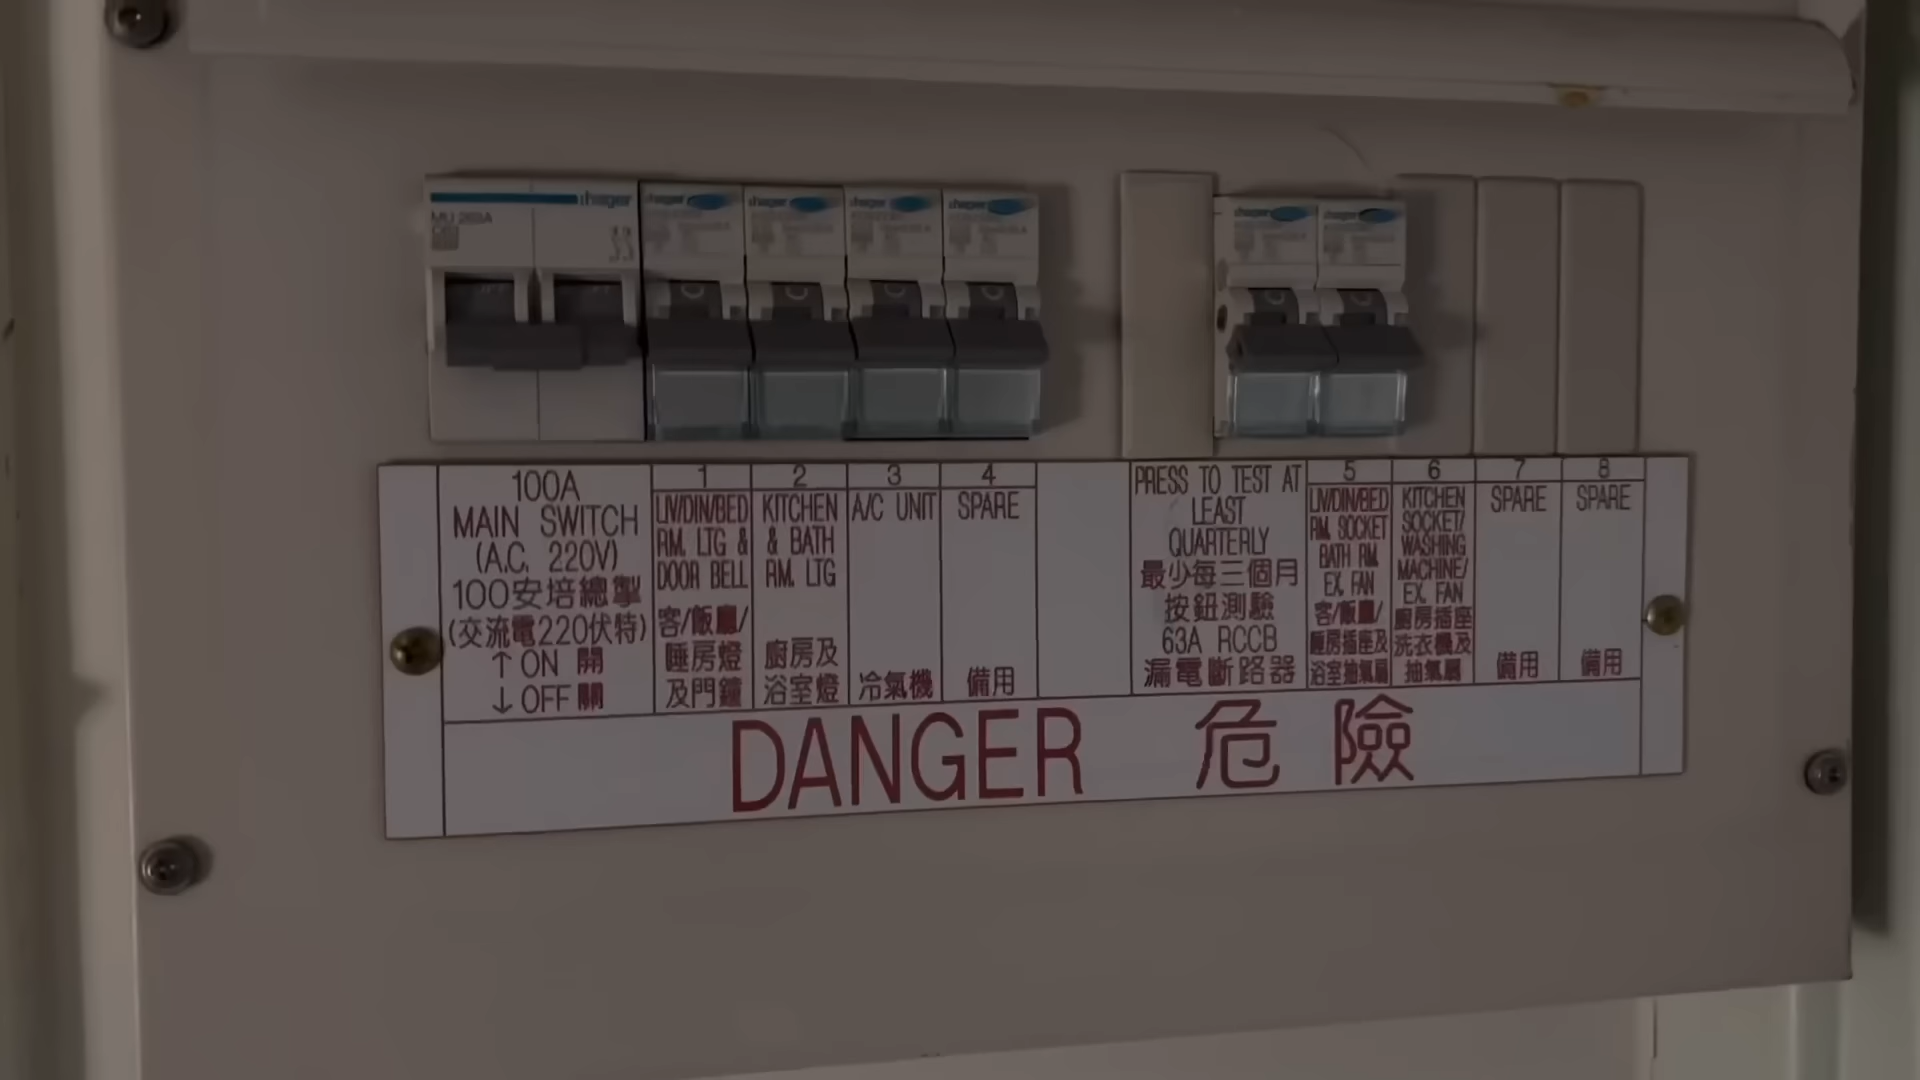 hager
hager
hager
hager
hager
hager
hager
100A
MAIN SWITCH
(A.C. 220V)
100安培總掣
(交流電220伏特)
↑ON 開
↓OFF 關
1
LIV/DIN/BED
RM. LTG &
DOOR BELL
客/飯廳/
睡房燈
及門鐘
2
KITCHEN
& BATH
RM. LTG
廚房及
浴室燈
3
A/C UNIT
冷氣機
4
SPARE
備用
PRESS TO TEST AT
LEAST
QUARTERLY
最少每三個月
按鈕測驗
63A RCCB
漏電斷路器
5
LIV/DIN/BED
RM. SOCKET
BATH RM.
EX. FAN
客/飯廳/
睡房插座及
浴室抽氣扇
6
KITCHEN
SOCKET/
WASHING
MACHINE/
EX. FAN
廚房插座
洗衣機及
抽氣扇
7
SPARE
備用
8
SPARE
備用
DANGER 危險